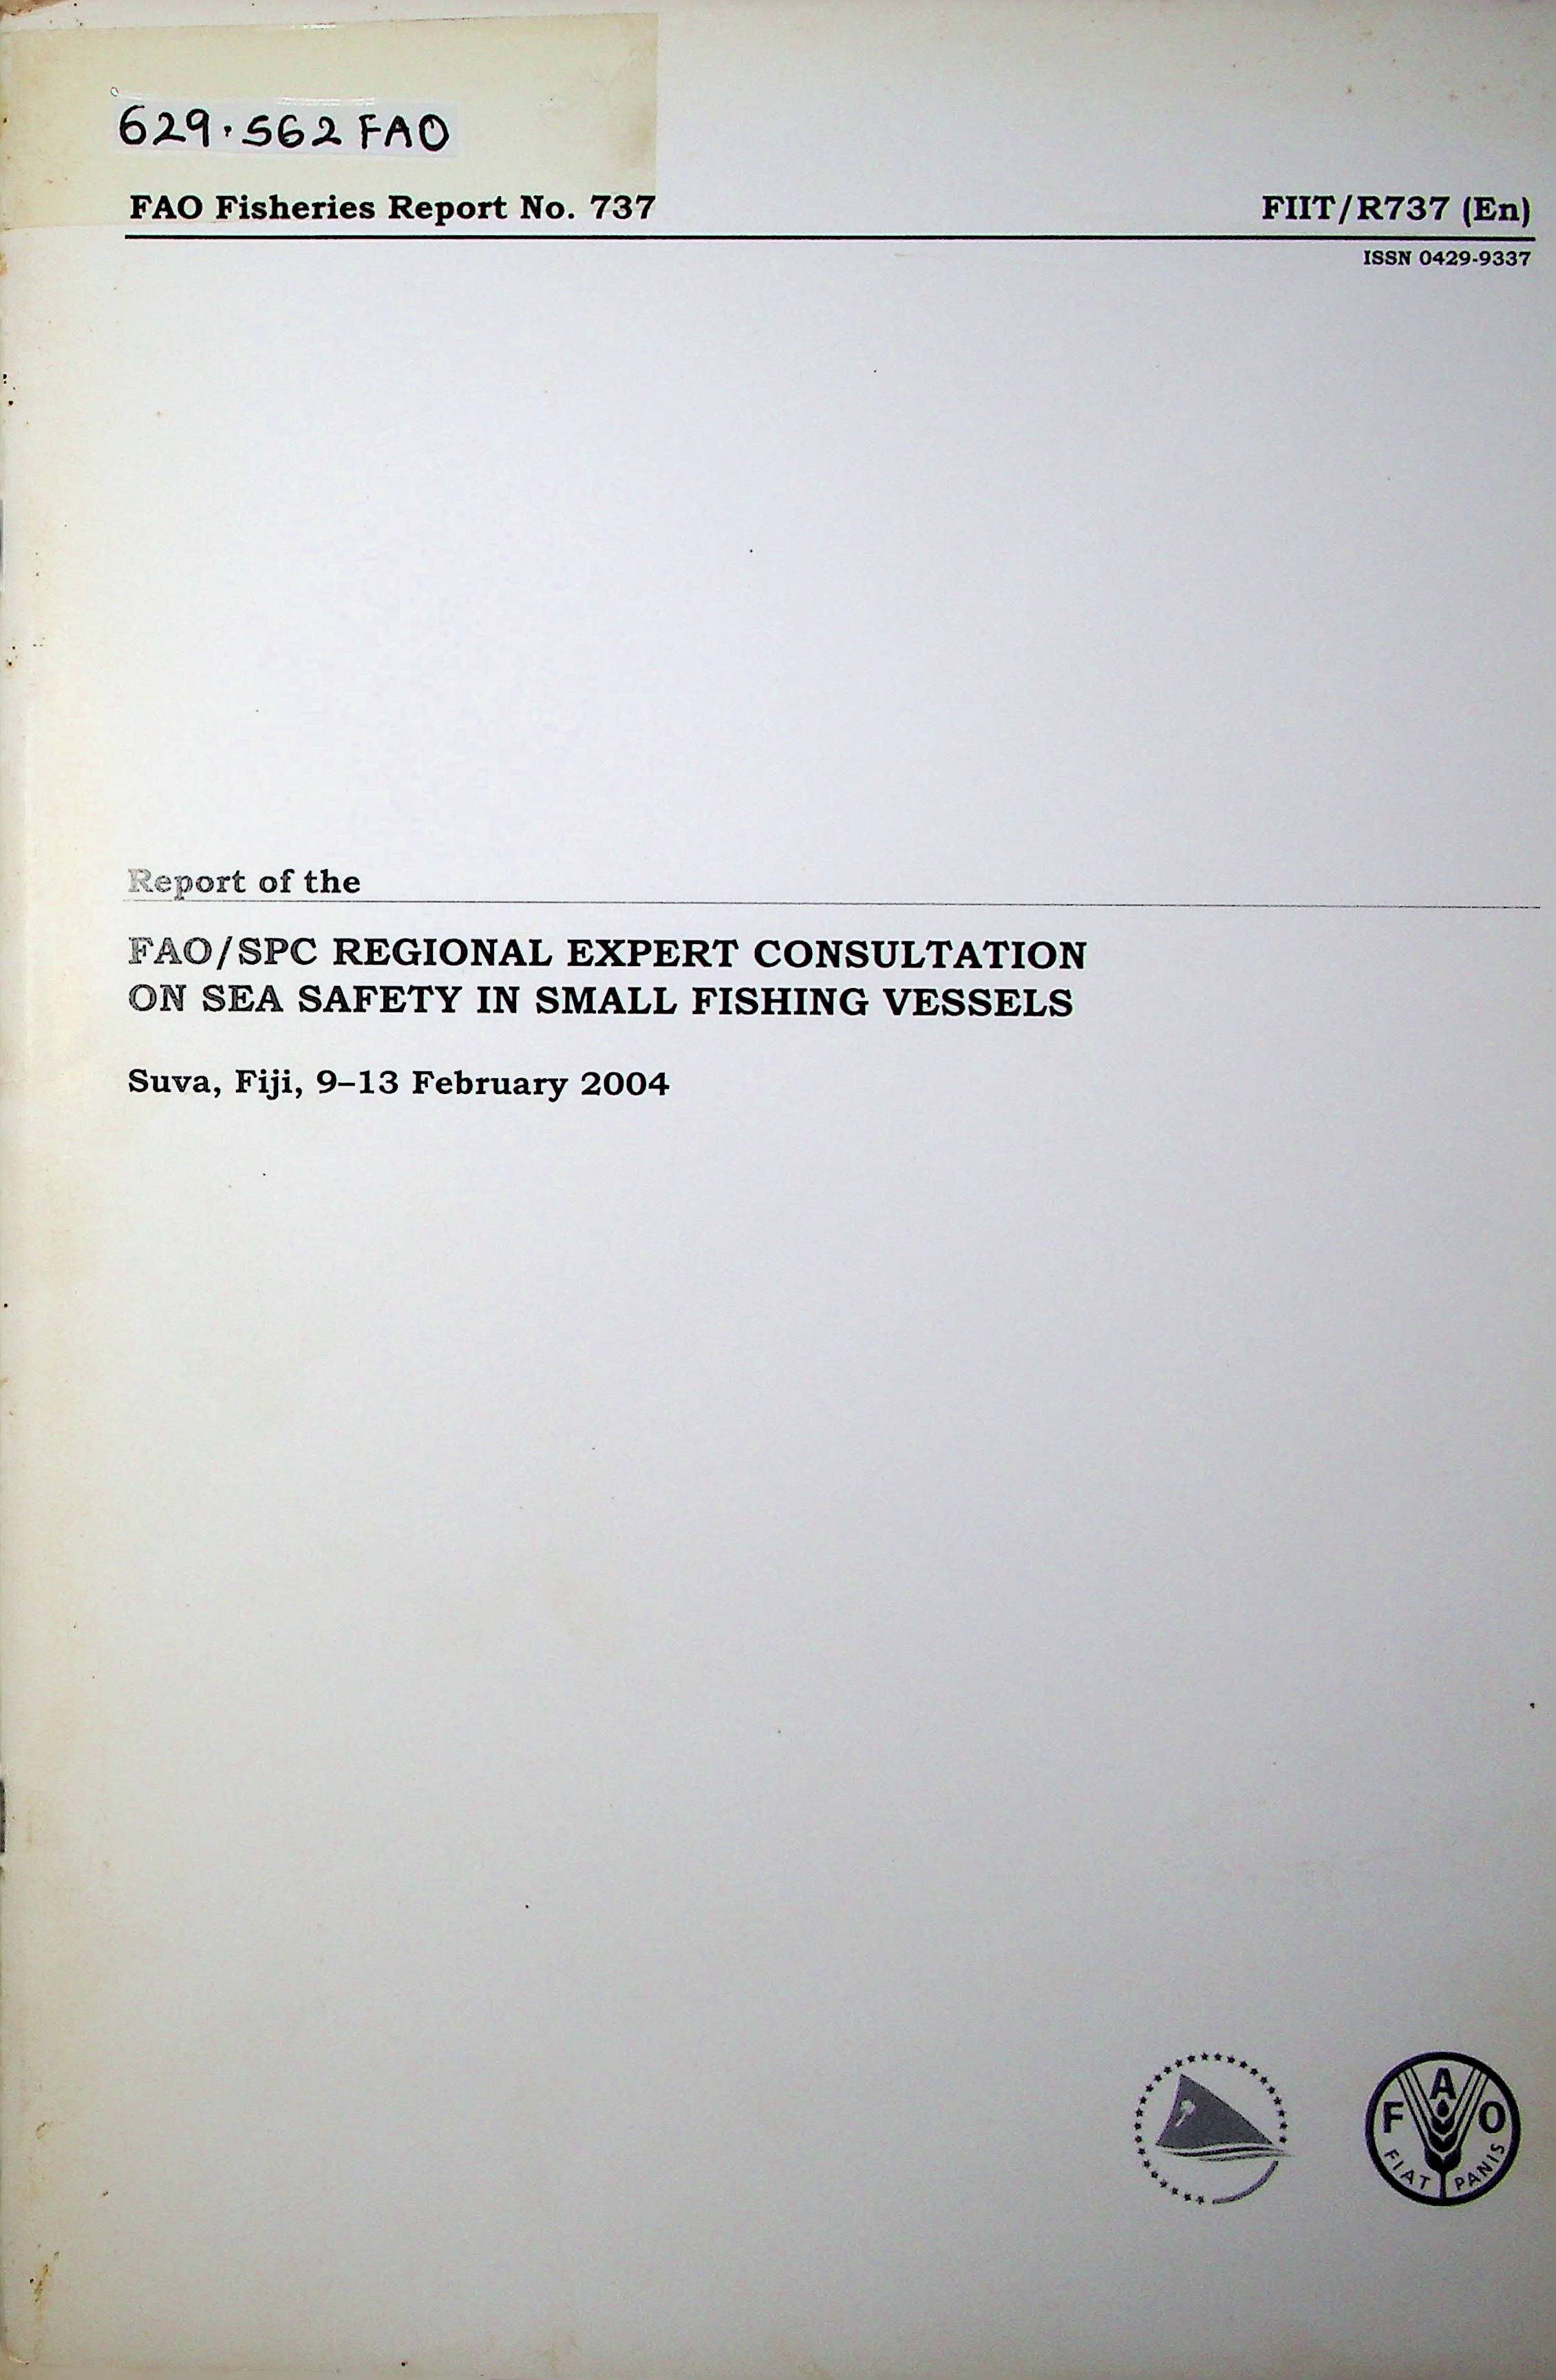 629.562 FAO
FAO Fisheries Report No. 737
FIIT/R737 (En)
ISSN 0429-9337
Report of the
FAO/SPC REGIONAL EXPERT CONSULTATION
ON SEA SAFETY IN SMALL FISHING VESSELS
Suva, Fiji, 9–13 February 2004
F A O
FIAT PANIS